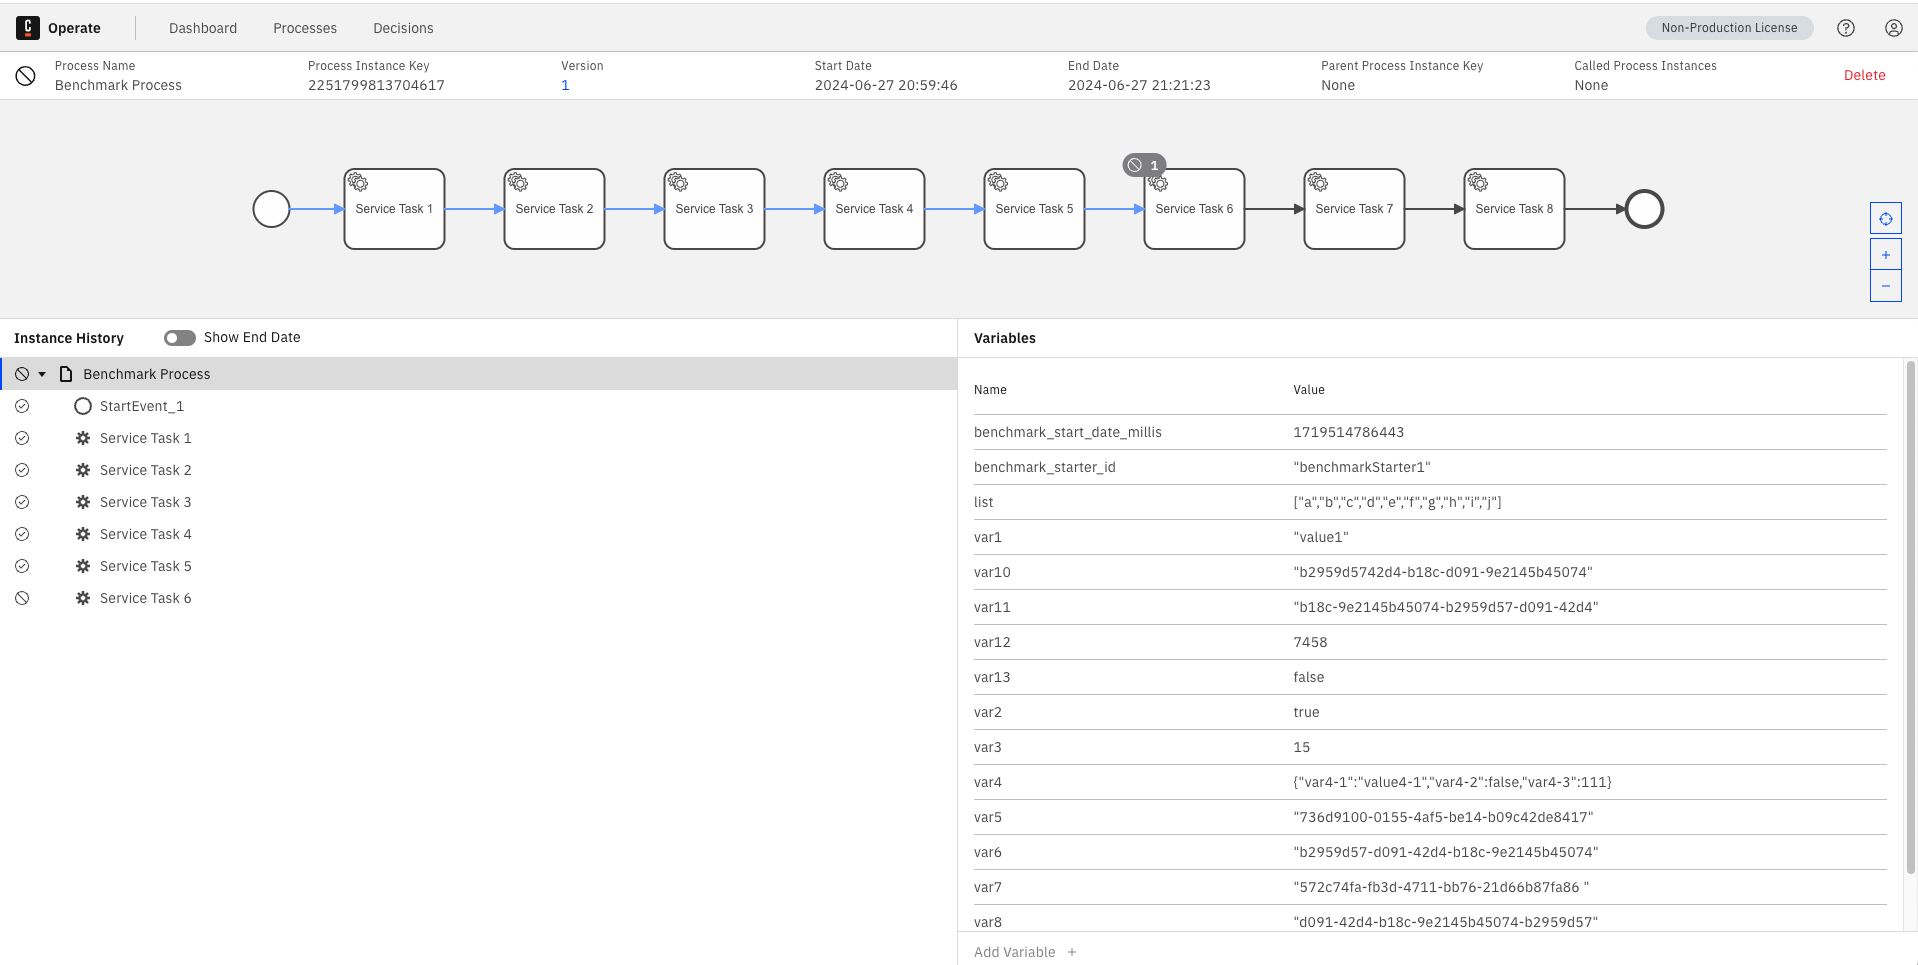 Operate Dashboard Processes Decisions Non-Production License
Process Name Process Instance Key Version Start Date End Date Parent Process Instance Key Called Process Instances
Benchmark Process 2251799813704617 1 2024-06-27 20:59:46 2024-06-27 21:21:23 None None Delete
1
Service Task 1 Service Task 2 Service Task 3 Service Task 4 Service Task 5 Service Task 6 Service Task 7 Service Task 8
Instance History Show End Date
Benchmark Process
StartEvent_1
Service Task 1
Service Task 2
Service Task 3
Service Task 4
Service Task 5
Service Task 6
Variables
Name Value
benchmark_start_date_millis 1719514786443
benchmark_starter_id "benchmarkStarter1"
list ["a","b","c","d","e","f","g","h","i","j"]
var1 "value1"
var10 "b2959d5742d4-b18c-d091-9e2145b45074"
var11 "b18c-9e2145b45074-b2959d57-d091-42d4"
var12 7458
var13 false
var2 true
var3 15
var4 {"var4-1":"value4-1","var4-2":false,"var4-3":111}
var5 "736d9100-0155-4af5-be14-b09c42de8417"
var6 "b2959d57-d091-42d4-b18c-9e2145b45074"
var7 "572c74fa-fb3d-4711-bb76-21d66b87fa86 "
var8 "d091-42d4-b18c-9e2145b45074-b2959d57"
Add Variable +